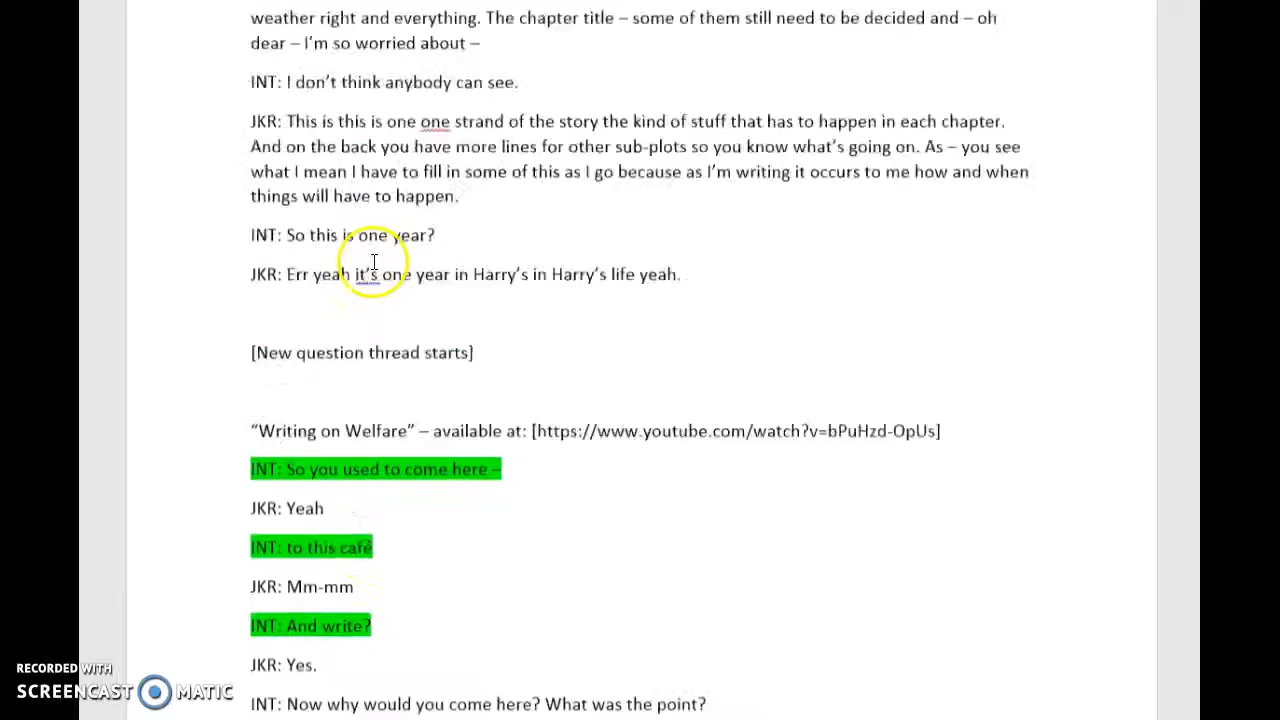 weather right and everything. The chapter title – some of them still need to be decided and – oh
dear – I’m so worried about –
INT: I don’t think anybody can see.
JKR: This is this is one one strand of the story the kind of stuff that has to happen in each chapter.
And on the back you have more lines for other sub-plots so you know what’s going on. As – you see
what I mean I have to fill in some of this as I go because as I’m writing it occurs to me how and when
things will have to happen.
INT: So this is one year?
JKR: Err yeah it’s one year in Harry’s in Harry’s life yeah.
[New question thread starts]
“Writing on Welfare” – available at: [https://www.youtube.com/watch?v=bPuHzd-OpUs]
INT: So you used to come here –
JKR: Yeah
INT: to this café
JKR: Mm-mm
INT: And write?
JKR: Yes.
INT: Now why would you come here? What was the point?
RECORDED WITH
SCREENCAST MATIC